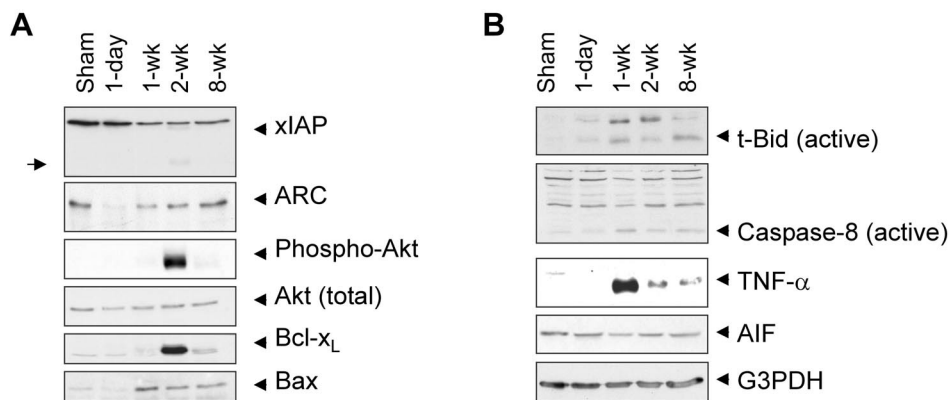 A
Sham
1-day
1-wk
2-wk
8-wk
xIAP
ARC
Phospho-Akt
Akt (total)
Bcl-xL
Bax
B
Sham
1-day
1-wk
2-wk
8-wk
t-Bid (active)
Caspase-8 (active)
TNF-α
AIF
G3PDH